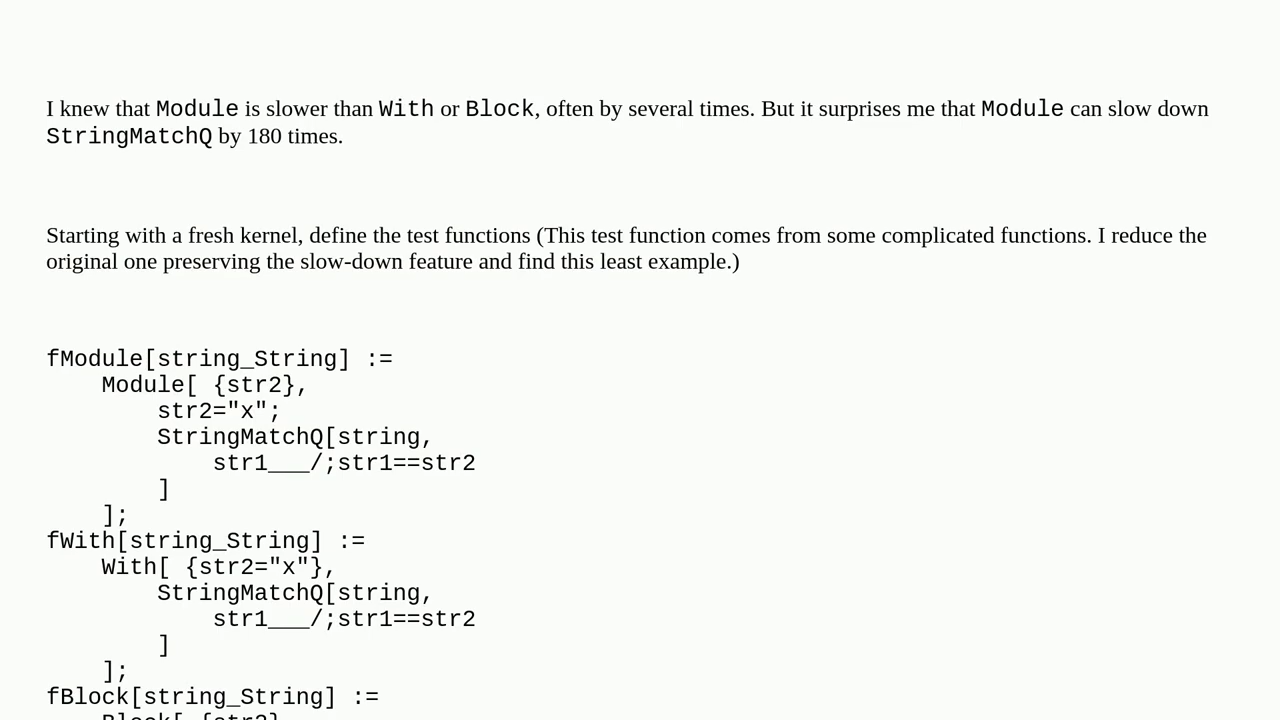 I knew that Module is slower than With or Block, often by several times. But it surprises me that Module can slow down
StringMatchQ by 180 times.
Starting with a fresh kernel, define the test functions (This test function comes from some complicated functions. I reduce the
original one preserving the slow-down feature and find this least example.)
fModule[string_String] :=
    Module[ {str2},
        str2="x";
        StringMatchQ[string,
            str1___/;str1==str2
        ]
    ];
fWith[string_String] :=
    With[ {str2="x"},
        StringMatchQ[string,
            str1___/;str1==str2
        ]
    ];
fBlock[string_String] :=
    Block[ {str2},